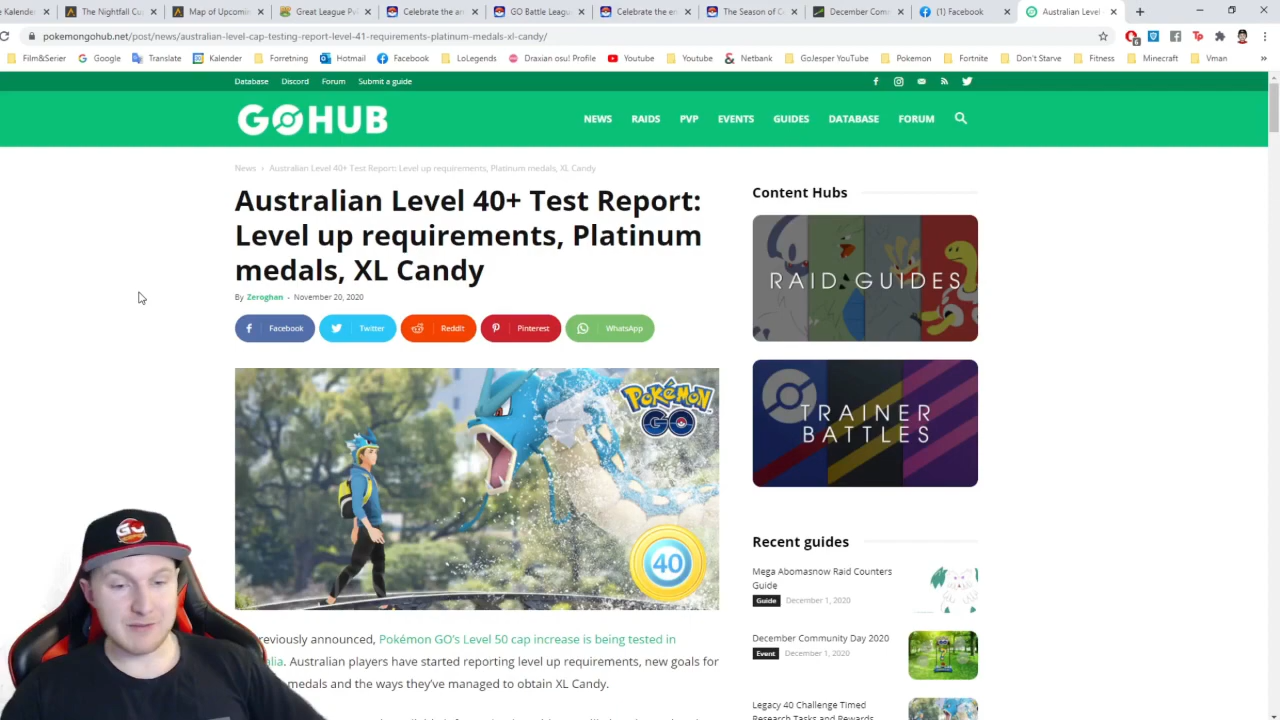 Kalender
The Nightfall Cu
Map of Upcomin
Great League PvP
Celebrate the an
GO Battle Leagu
Celebrate the en
The Season of C
December Comm
(1) Facebook
Australian Level
pokemongohub.net/post/news/australian-level-cap-testing-report-level-41-requirements-platinum-medals-xl-candy/
6
Film&Serier
Google
Translate
Kalender
Forretning
Hotmail
Facebook
LoLegends
Draxian osu! Profile
Youtube
Youtube
Netbank
GoJesper YouTube
Pokemon
Fortnite
Don't Starve
Fitness
Minecraft
Vman
»
Database Discord Forum Submit a guide
GOHUB
NEWS RAIDS PVP EVENTS GUIDES DATABASE FORUM
News › Australian Level 40+ Test Report: Level up requirements, Platinum medals, XL Candy
Australian Level 40+ Test Report:
Level up requirements, Platinum
medals, XL Candy
By Zeroghan - November 20, 2020
Facebook Twitter ReddIt Pinterest WhatsApp
POKÉMON
GO
40
reviously announced, Pokémon GO's Level 50 cap increase is being tested in
alia. Australian players have started reporting level up requirements, new goals for
medals and the ways they've managed to obtain XL Candy.
Content Hubs
RAID GUIDES
TRAINER
BATTLES
Recent guides
Mega Abomasnow Raid Counters
Guide
Guide December 1, 2020
December Community Day 2020
Event December 1, 2020
Legacy 40 Challenge Timed
Research Tasks and Rewards